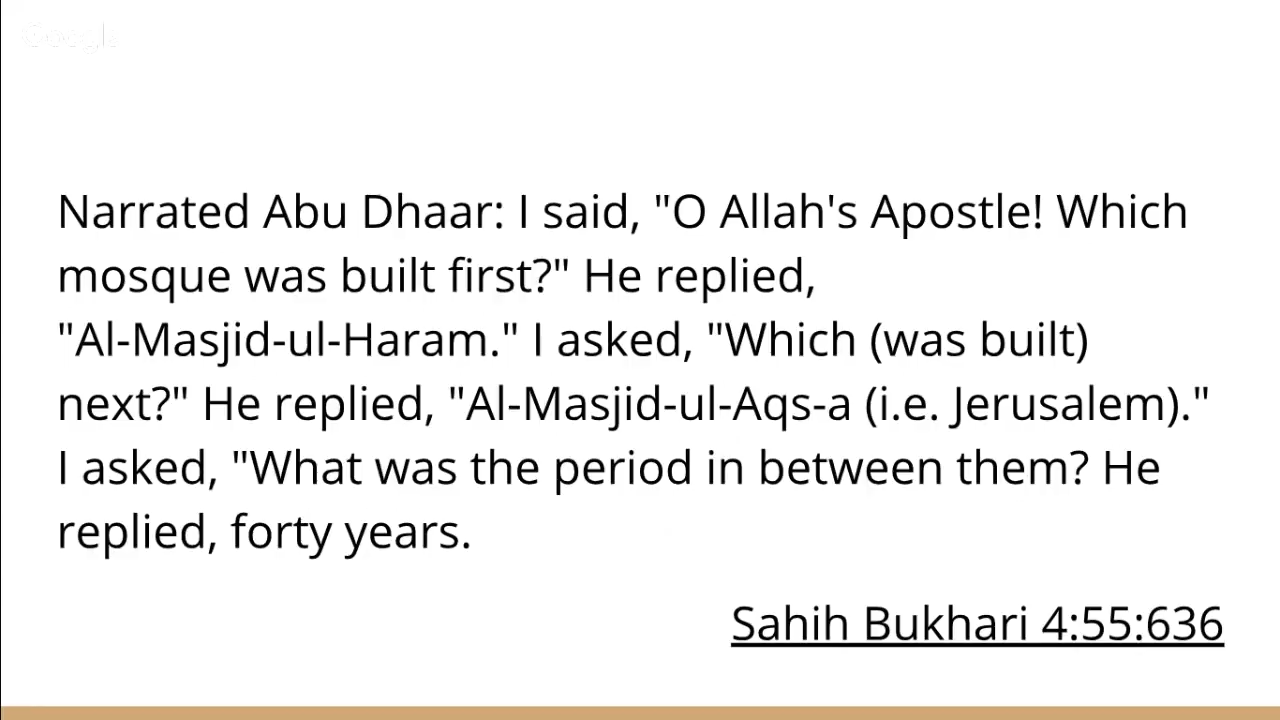 Narrated Abu Dhaar: I said, "O Allah's Apostle! Which
mosque was built first?" He replied,
"Al-Masjid-ul-Haram." I asked, "Which (was built)
next?" He replied, "Al-Masjid-ul-Aqs-a (i.e. Jerusalem)."
I asked, "What was the period in between them? He
replied, forty years.
Sahih Bukhari 4:55:636